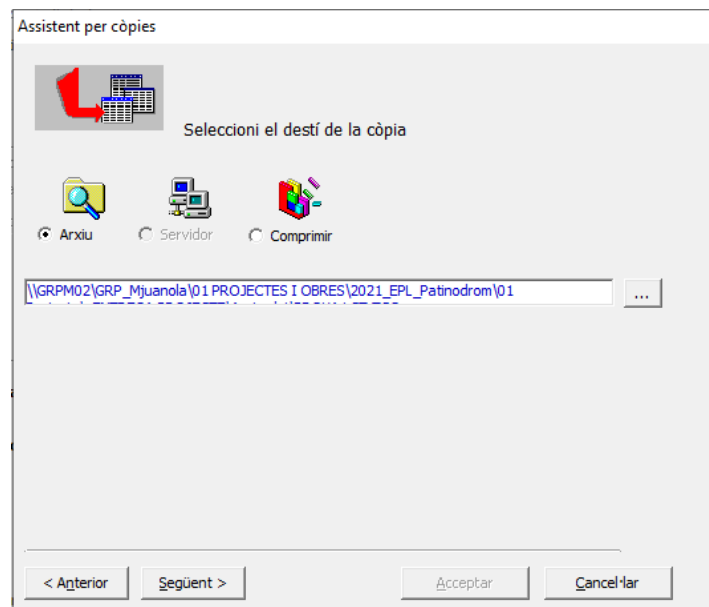 Assistent per còpies
Seleccioni el destí de la còpia
Arxiu
Servidor
Comprimir
\\GRPM02\GRP_Mjuanola\01 PROJECTES I OBRES\2021_EPL_Patinodrom\01
...
< Anterior
Següent >
Acceptar
Cancel·lar